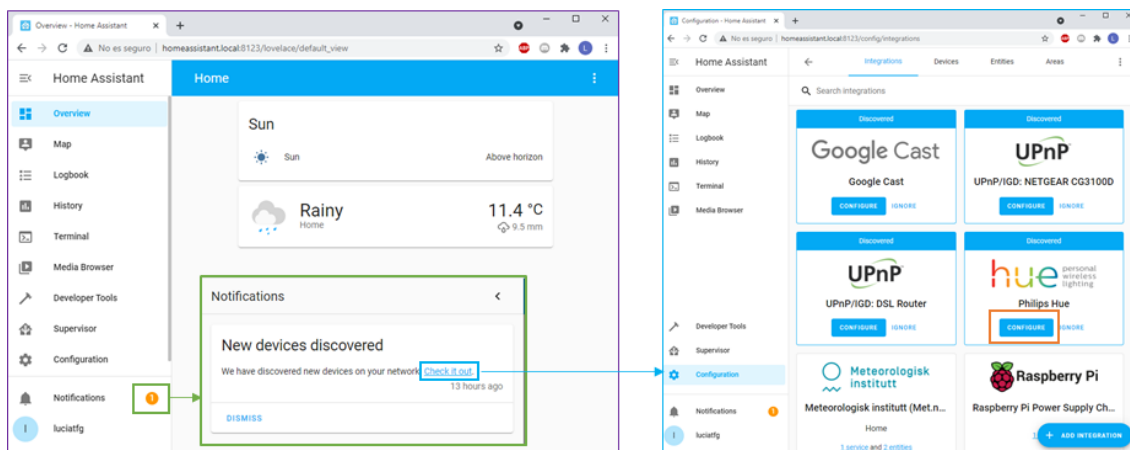 Overview - Home Assistant
No es seguro | homeassistant.local:8123/lovelace/default_view
Home Assistant
Home
Overview
Map
Logbook
History
Terminal
Media Browser
Developer Tools
Supervisor
Configuration
Notifications
1
luciatfg
Sun
Sun
Above horizon
Rainy
Home
11.4 °C
9.5 mm
Notifications
New devices discovered
We have discovered new devices on your network. Check it out.
13 hours ago
DISMISS
Configuration - Home Assistant
No es seguro | homeassistant.local:8123/config/integrations
Home Assistant
Integrations
Devices
Entities
Areas
Overview
Map
Logbook
History
Terminal
Media Browser
Developer Tools
Supervisor
Configuration
Notifications
1
luciatfg
Search integrations
Discovered
Google Cast
Google Cast
CONFIGURE IGNORE
Discovered
UPnP
UPnP/IGD: NETGEAR CG3100D
CONFIGURE IGNORE
Discovered
UPnP
UPnP/IGD: DSL Router
CONFIGURE IGNORE
Discovered
hue personal wireless lighting
Philips Hue
CONFIGURE IGNORE
Meteorologisk
institutt
Meteorologisk institutt (Met.n...
Home
1 service and 2 entities
Raspberry Pi
Raspberry Pi Power Supply Ch...
ADD INTEGRATION